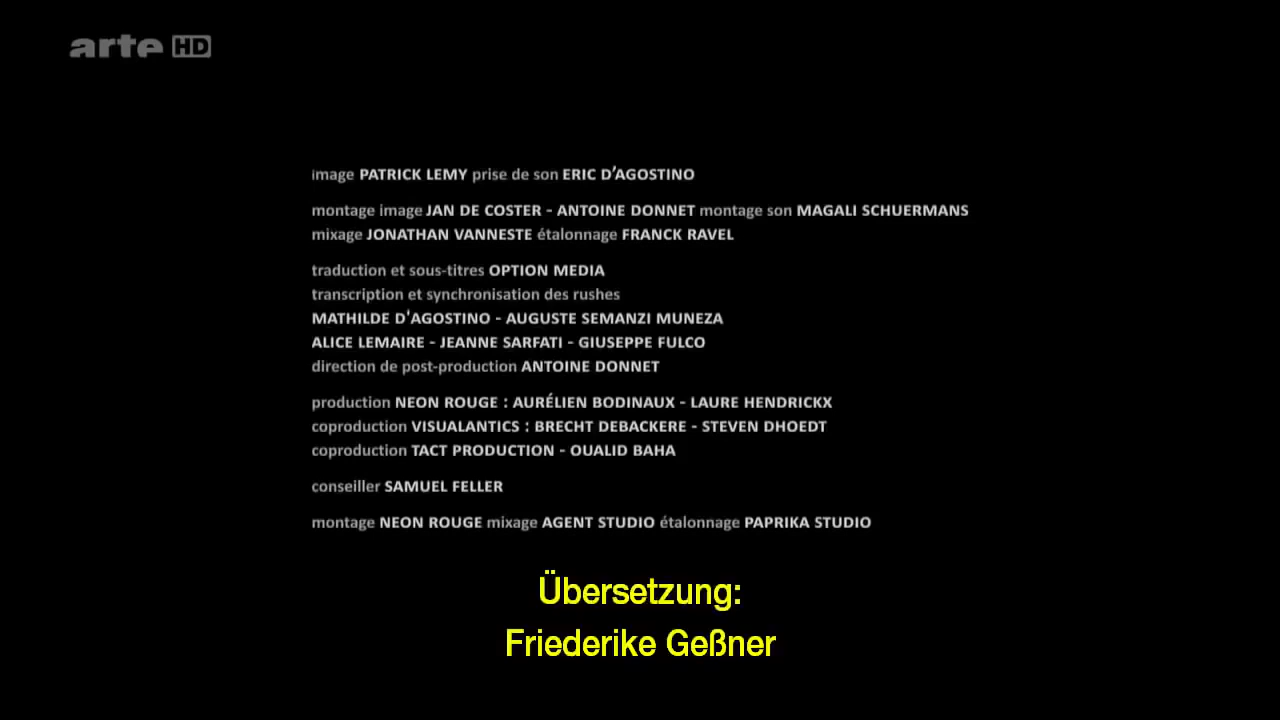 arte HD
image PATRICK LEMY prise de son ERIC D’AGOSTINO
montage image JAN DE COSTER - ANTOINE DONNET montage son MAGALI SCHUERMANS
mixage JONATHAN VANNESTE étalonnage FRANCK RAVEL
traduction et sous-titres OPTION MEDIA
transcription et synchronisation des rushes
MATHILDE D'AGOSTINO - AUGUSTE SEMANZI MUNEZA
ALICE LEMAIRE - JEANNE SARFATI - GIUSEPPE FULCO
direction de post-production ANTOINE DONNET
production NEON ROUGE : AURÉLIEN BODINAUX - LAURE HENDRICKX
coproduction VISUALANTICS : BRECHT DEBACKERE - STEVEN DHOEDT
coproduction TACT PRODUCTION - OUALID BAHA
conseiller SAMUEL FELLER
montage NEON ROUGE mixage AGENT STUDIO étalonnage PAPRIKA STUDIO
Übersetzung:
Friederike Geßner